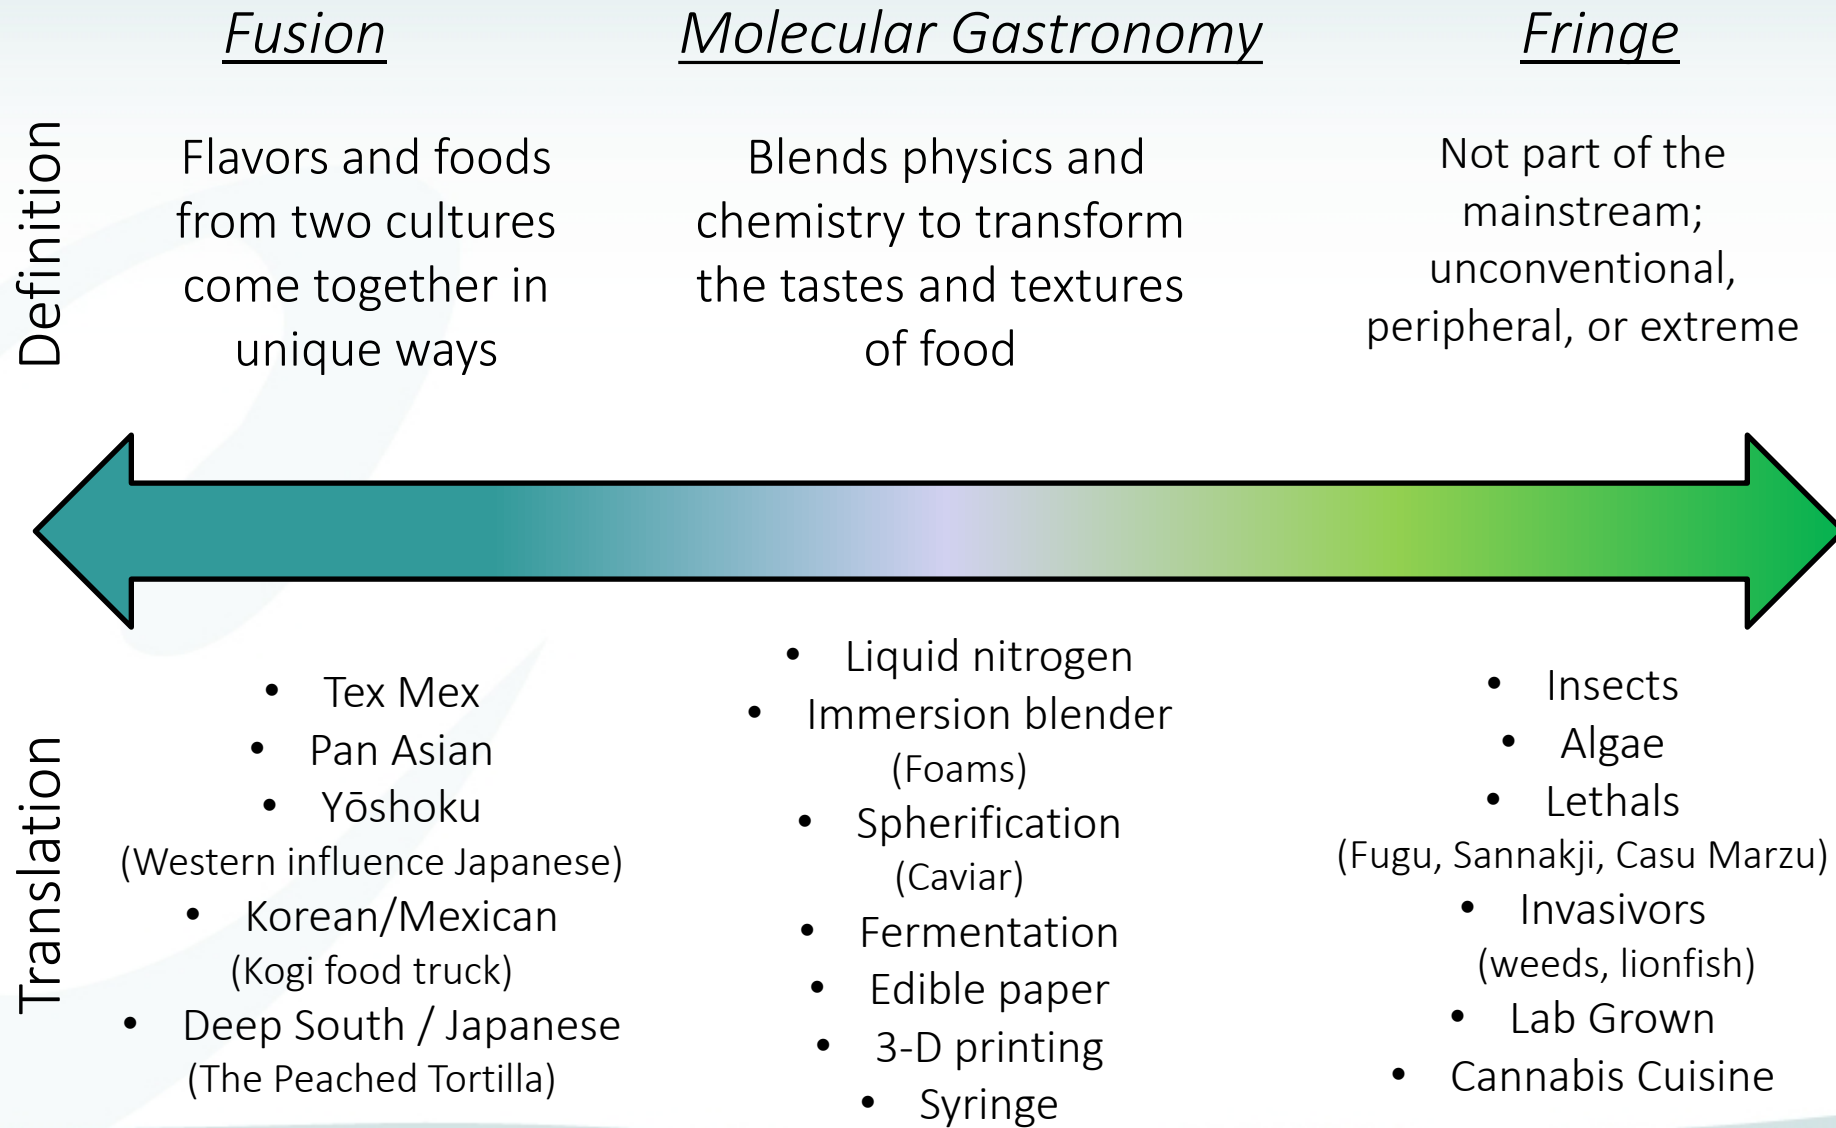 Fusion
Molecular Gastronomy
Fringe
Definition
Flavors and foods
from two cultures
come together in
unique ways
Blends physics and
chemistry to transform
the tastes and textures
of food
Not part of the
mainstream;
unconventional,
peripheral, or extreme
Translation
• Tex Mex
• Pan Asian
• Yōshoku
(Western influence Japanese)
• Korean/Mexican
(Kogi food truck)
• Deep South / Japanese
(The Peached Tortilla)
• Liquid nitrogen
• Immersion blender
(Foams)
• Spherification
(Caviar)
• Fermentation
• Edible paper
• 3-D printing
• Syringe
• Insects
• Algae
• Lethals
(Fugu, Sannakji, Casu Marzu)
• Invasivors
(weeds, lionfish)
• Lab Grown
• Cannabis Cuisine